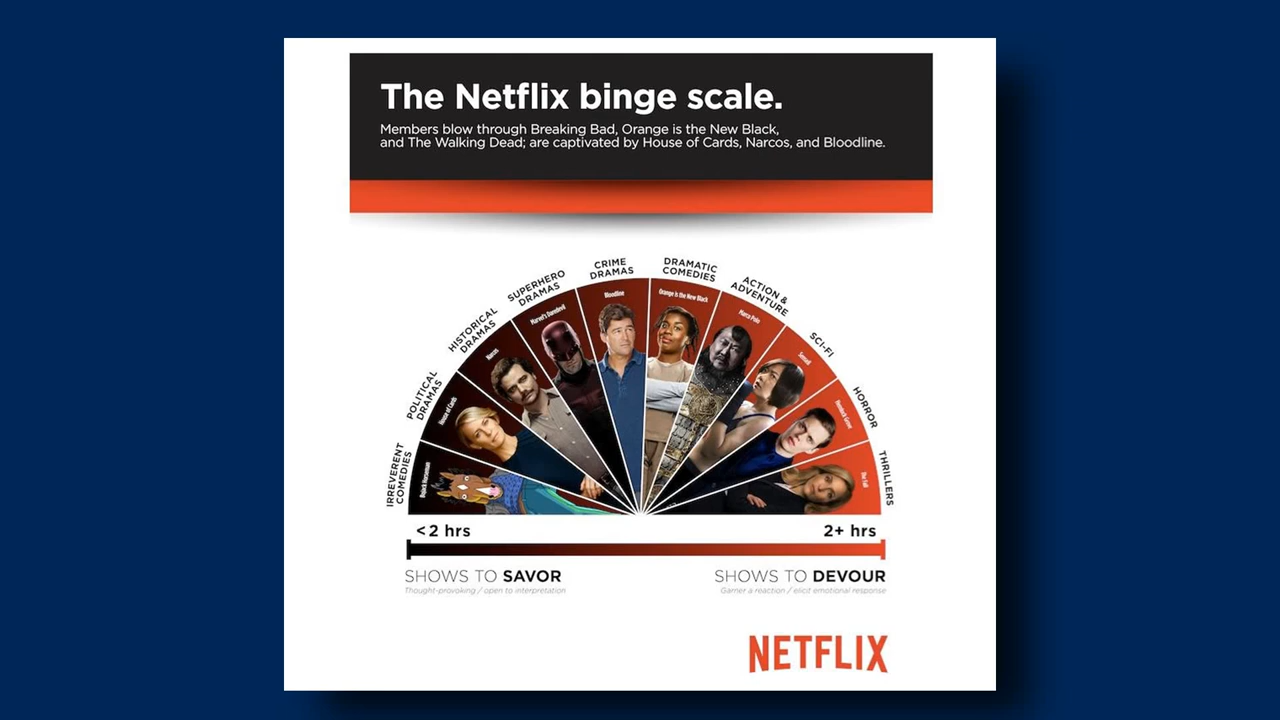 The Netflix binge scale.
Members blow through Breaking Bad, Orange is the New Black,
and The Walking Dead; are captivated by House of Cards, Narcos, and Bloodline.
IRREVERENT
COMEDIES
POLITICAL
DRAMAS
HISTORICAL
DRAMAS
SUPERHERO
DRAMAS
CRIME
DRAMAS
DRAMATIC
COMEDIES
ACTION &
ADVENTURE
SCI-FI
HORROR
THRILLERS
BoJack Horseman
House of Cards
Narcos
Marvel's Daredevil
Bloodline
Orange is the New Black
Marco Polo
Sense8
Hemlock Grove
The Fall
<2 hrs
2+ hrs
SHOWS TO SAVOR
Thought-provoking / open to interpretation
SHOWS TO DEVOUR
Garner a reaction / elicit emotional response
NETFLIX